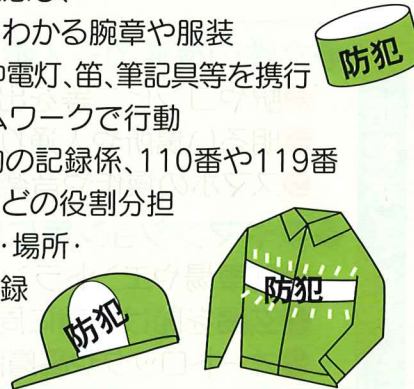 わかる腕章や服装
電灯、笛、筆記具等を携行
ムワークで行動
の記録係、110番や119番
どの役割分担
・場所・
録
防犯
防犯
防犯